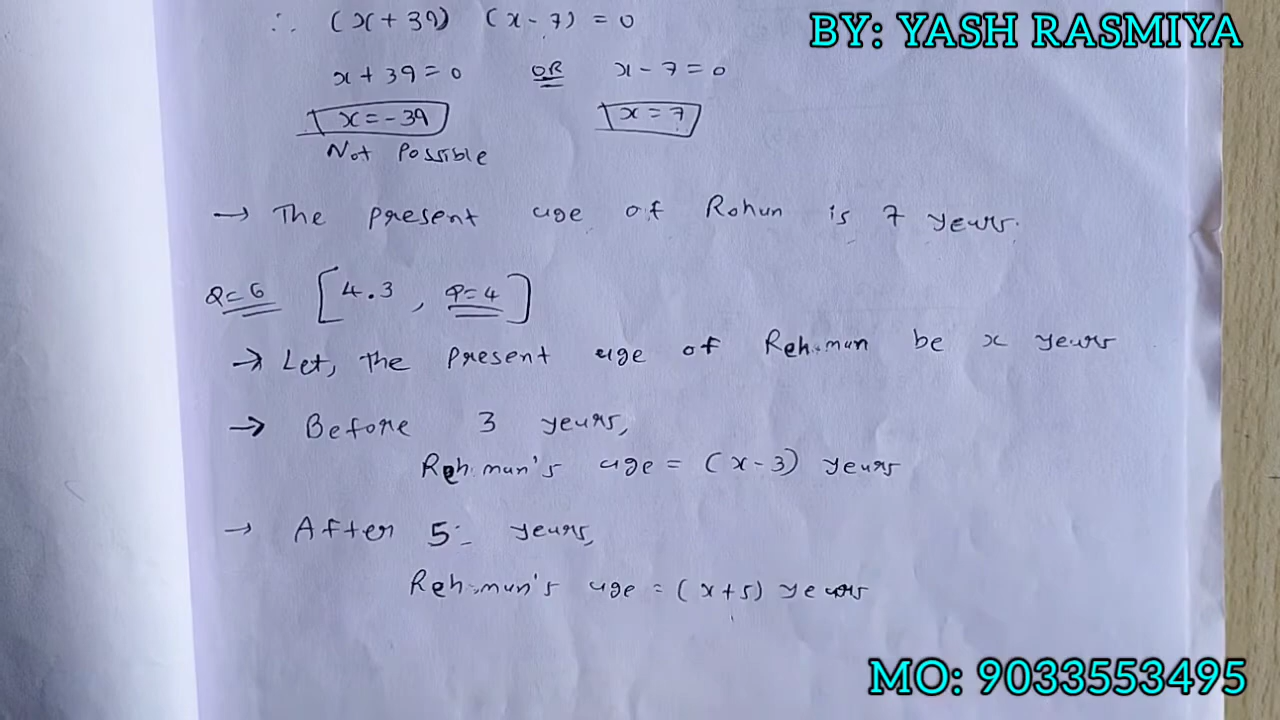 ∴ (x + 39) (x - 7) = 0
BY: YASH RASMIYA
x + 39 = 0 OR x - 7 = 0
x = -39 x = 7
Not Possible
→ The present age of Rohan is 7 years.
Q=6 [4.3 , Q=4]
→ Let, The present age of Rehman be x years
→ Before 3 years,
Rehman's age = (x-3) years
→ After 5 years,
Rehman's age = (x+5) years
MO: 9033553495